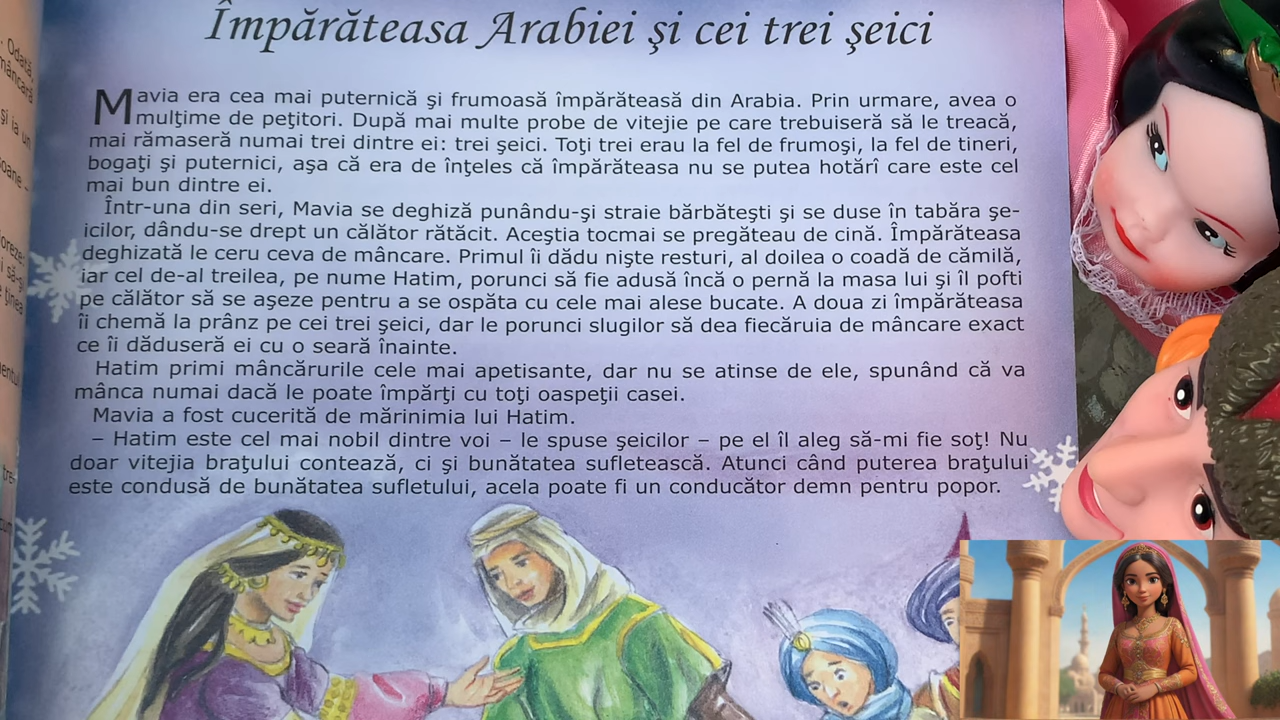 Împărăteasa Arabiei şi cei trei şeici
Mavia era cea mai puternică şi frumoasă împărăteasă din Arabia. Prin urmare, avea o
mulţime de peţitori. După mai multe probe de vitejie pe care trebuiseră să le treacă,
mai rămaseră numai trei dintre ei: trei şeici. Toţi trei erau la fel de frumoşi, la fel de tineri,
bogaţi şi puternici, aşa că era de înţeles că împărăteasa nu se putea hotărî care este cel
mai bun dintre ei.
Într-una din seri, Mavia se deghiză punându-şi straie bărbăteşti şi se duse în tabăra şe-
icilor, dându-se drept un călător rătăcit. Aceştia tocmai se pregăteau de cină. Împărăteasa
deghizată le ceru ceva de mâncare. Primul îi dădu nişte resturi, al doilea o coadă de cămilă,
iar cel de-al treilea, pe nume Hatim, porunci să fie adusă încă o pernă la masa lui şi îl pofti
pe călător să se aşeze pentru a se ospăta cu cele mai alese bucate. A doua zi împărăteasa
îi chemă la prânz pe cei trei şeici, dar le porunci slugilor să dea fiecăruia de mâncare exact
ce îi dăduseră ei cu o seară înainte.
Hatim primi mâncărurile cele mai apetisante, dar nu se atinse de ele, spunând că va
mânca numai dacă le poate împărţi cu toţi oaspeţii casei.
Mavia a fost cucerită de mărinimia lui Hatim.
– Hatim este cel mai nobil dintre voi – le spuse şeicilor – pe el îl aleg să-mi fie soţ! Nu
doar vitejia braţului contează, ci şi bunătatea sufletească. Atunci când puterea braţului
este condusă de bunătatea sufletului, acela poate fi un conducător demn pentru popor.